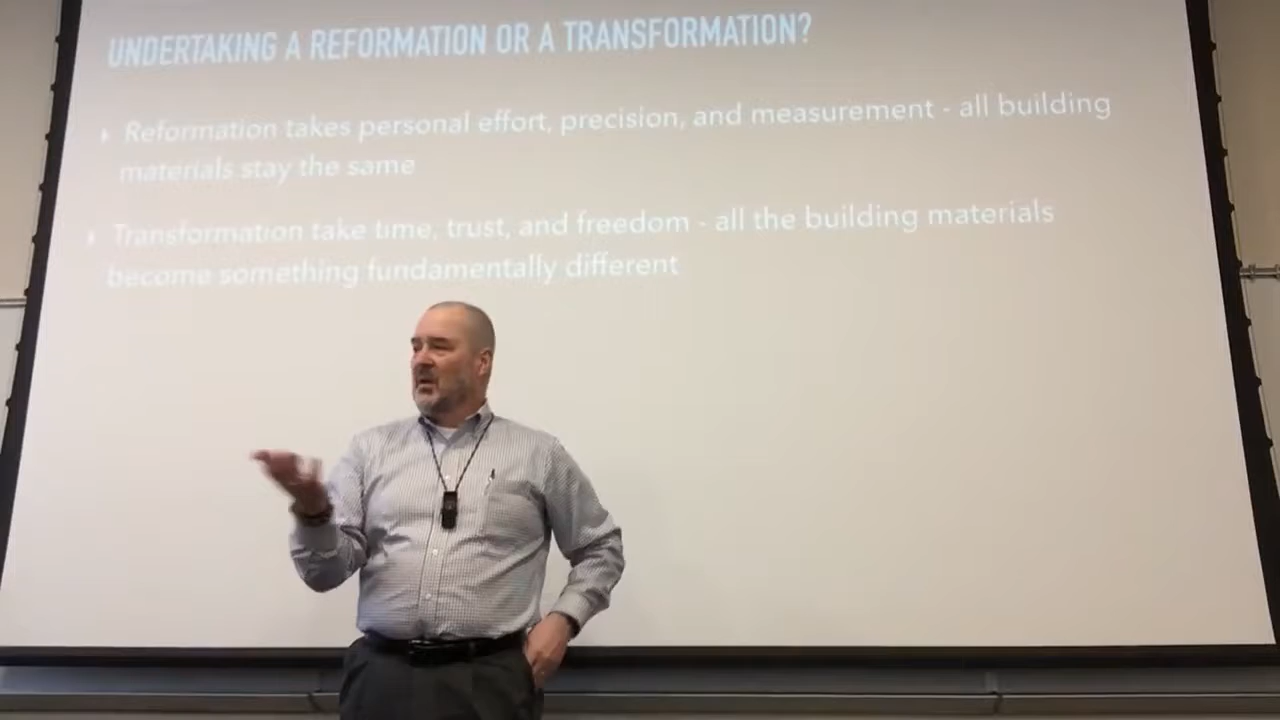 UNDERTAKING A REFORMATION OR A TRANSFORMATION?
Reformation takes personal effort, precision, and measurement - all building
materials stay the same
Transformation take time, trust, and freedom - all the building materials
become something fundamentally different